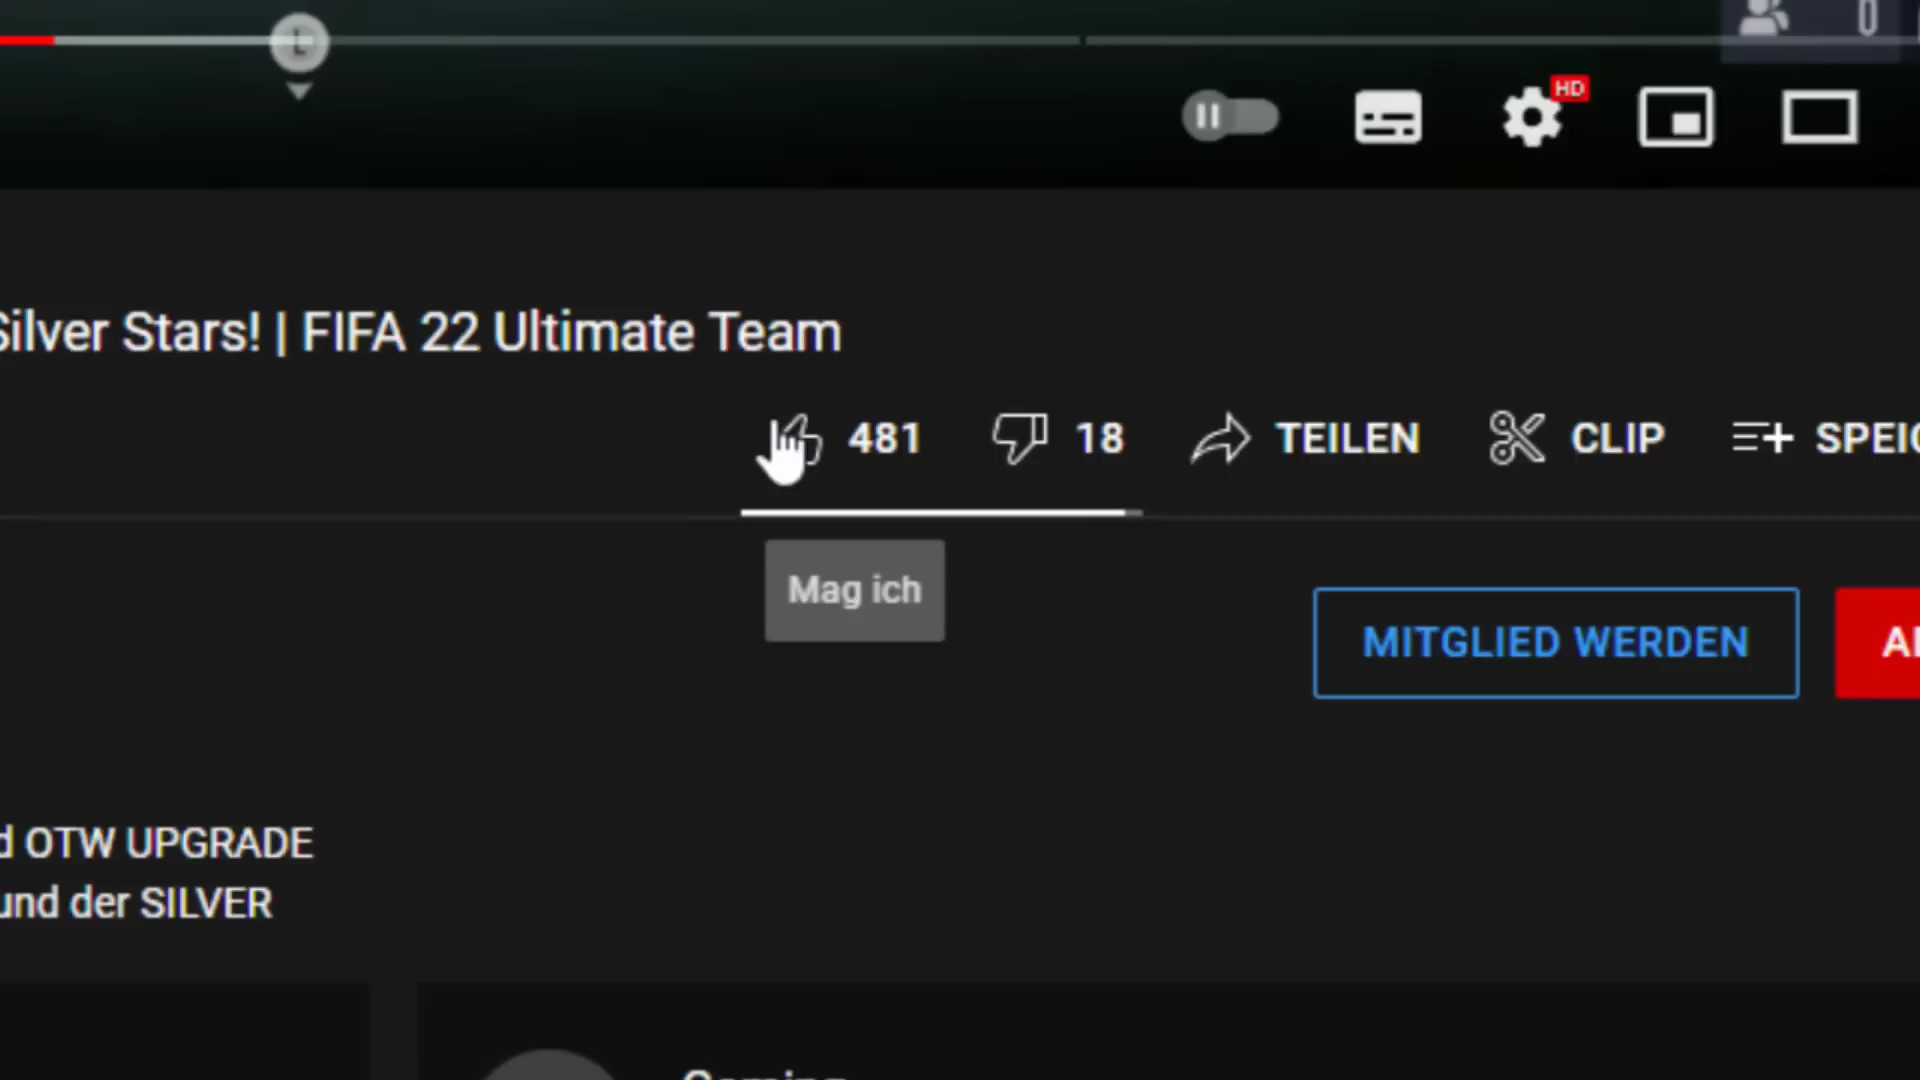 HD
Silver Stars! | FIFA 22 Ultimate Team
481 18 TEILEN CLIP
Mag ich
MITGLIED WERDEN
OTW UPGRADE
und der SILVER